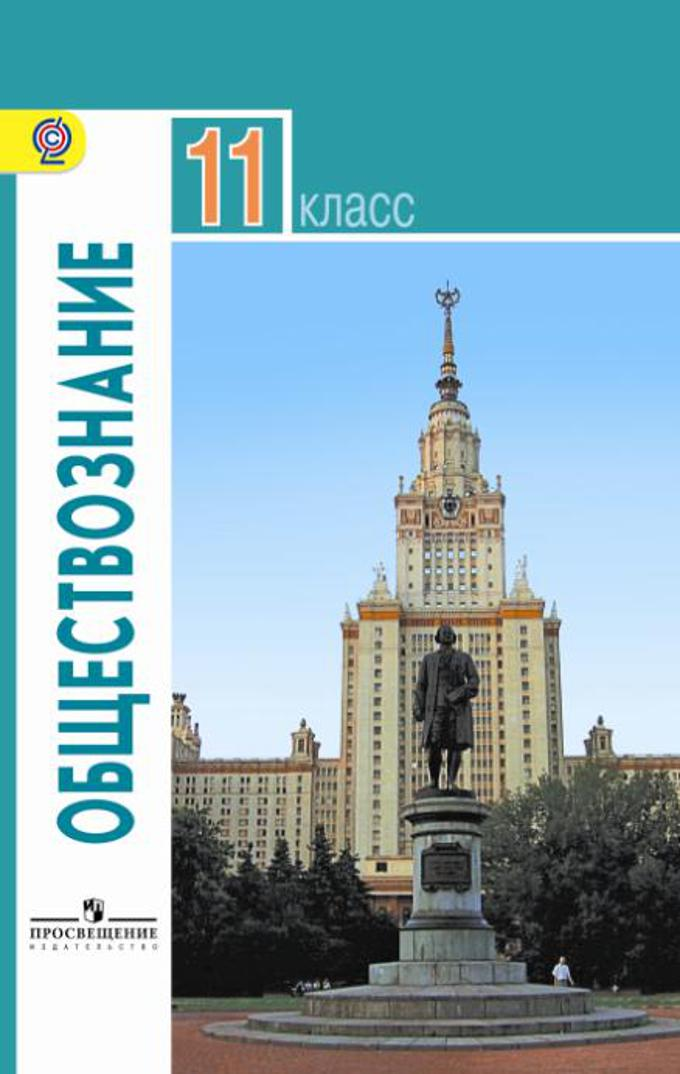 11
класс
ОБЩЕСТВОЗНАНИЕ
ПРОСВЕЩЕНИЕ
ИЗДАТЕЛЬСТВО